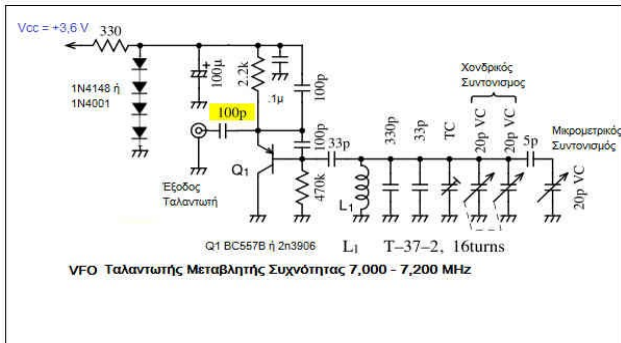 Vcc = +3,6 V
330
1N4148 ή
1N4001
100μ
2.2k
.1μ
100p
100p
100p
33p
330p
33p
TC
Χονδρικός
Συντονισμος
20p VC
20p VC
5p
Μικρομετρικός
Συντονισμός
20p VC
Έξοδος
Ταλαντωτή
Q1
470k
L1
Q1 BC557B ή 2n3906
L1 T-37-2, 16turns
VFO Ταλαντωτής Μεταβλητής Συχνότητας 7,000 - 7,200 MHz